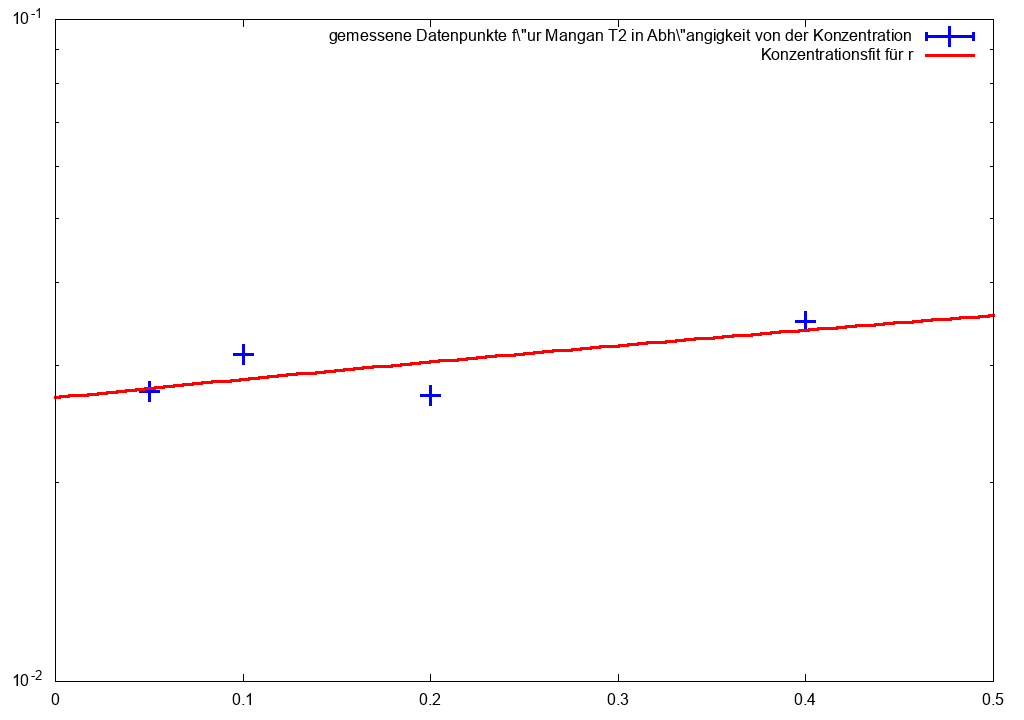 10-1
gemessene Datenpunkte f\"ur Mangan T2 in Abh\"angigkeit von der Konzentration
Konzentrationsfit für r
10-2
0 0.1 0.2 0.3 0.4 0.5